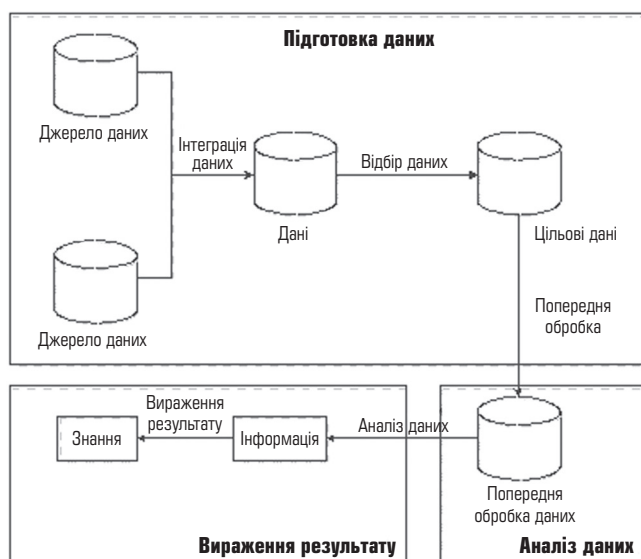 Підготовка даних
Джерело даних
Інтеграція
даних
Відбір даних
Дані
Цільові дані
Джерело даних
Попередня
обробка
Вираження
результату
Знання
Інформація
Аналіз даних
Попередня
обробка даних
Вираження результату
Аналіз даних